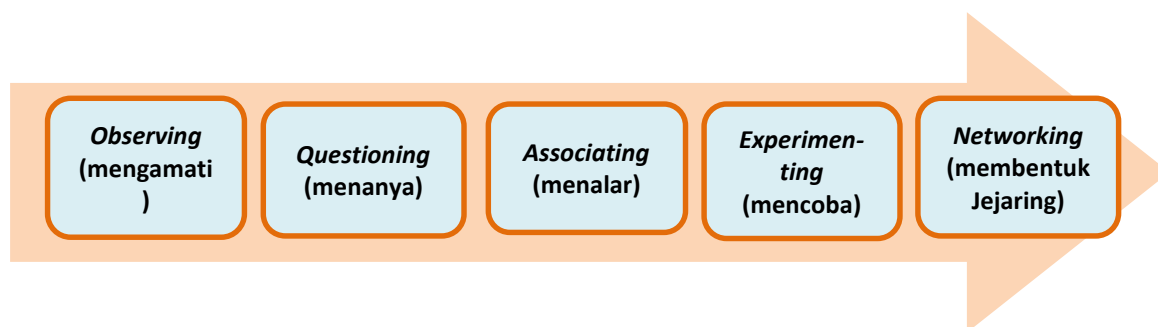 Observing
(mengamati
)
Questioning
(menanya)
Associating
(menalar)
Experimen-
ting
(mencoba)
Networking
(membentuk
Jejaring)